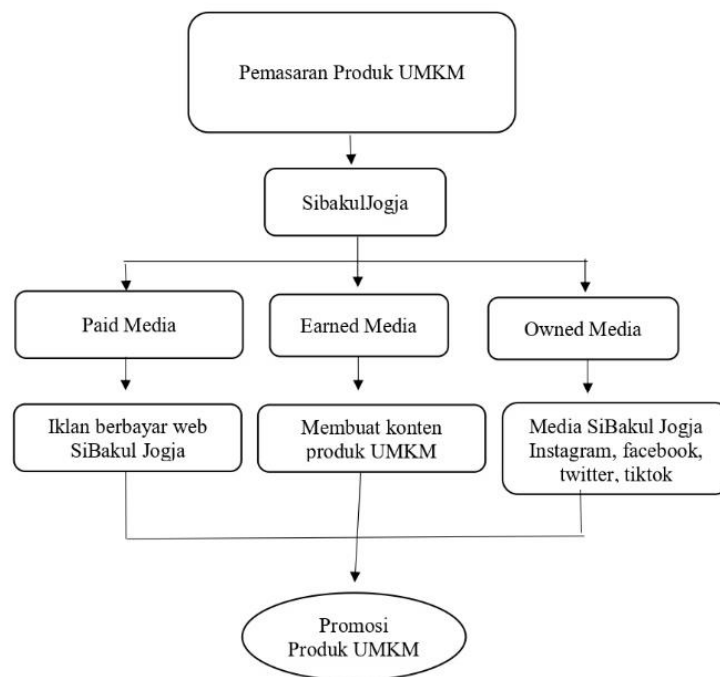 Pemasaran Produk UMKM
SibakulJogja
Paid Media
Earned Media
Owned Media
Iklan berbayar web
SiBakul Jogja
Membuat konten
produk UMKM
Media SiBakul Jogja
Instagram, facebook,
twitter, tiktok
Promosi
Produk UMKM